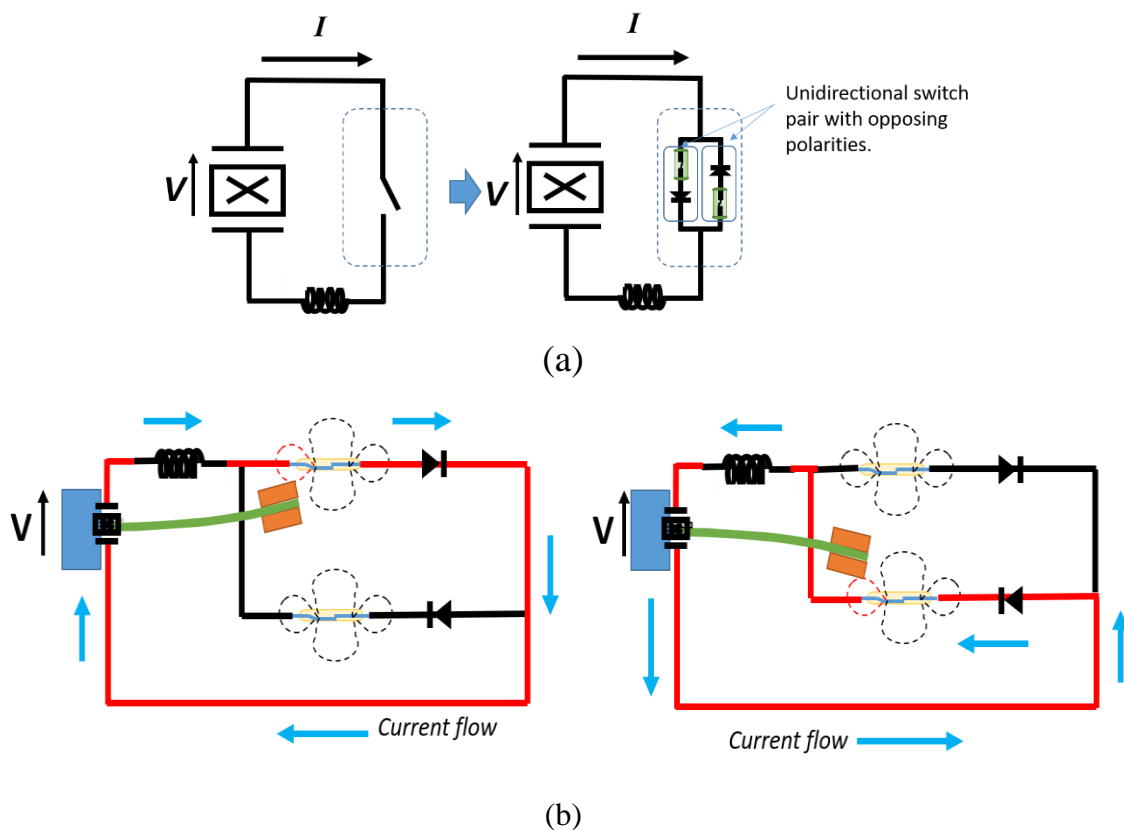 I
I
Unidirectional switch
pair with opposing
polarities.
V
V
(a)
V
V
Current flow
Current flow
(b)